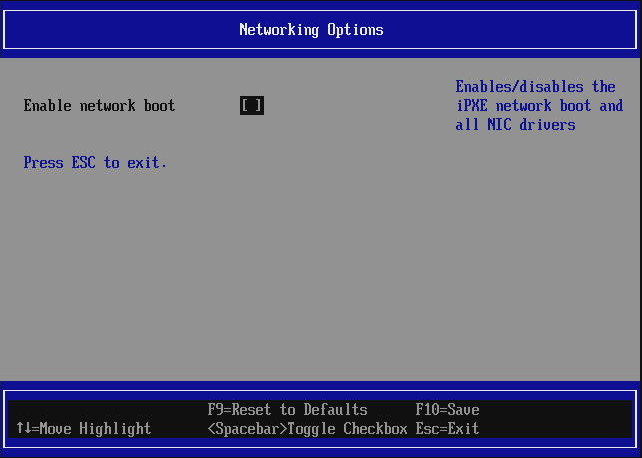 Networking Options
Enable network boot [ ]
Enables/disables the
iPXE network boot and
all NIC drivers
Press ESC to exit.
F9=Reset to Defaults F10=Save
↑↓=Move Highlight <Spacebar>Toggle Checkbox Esc=Exit